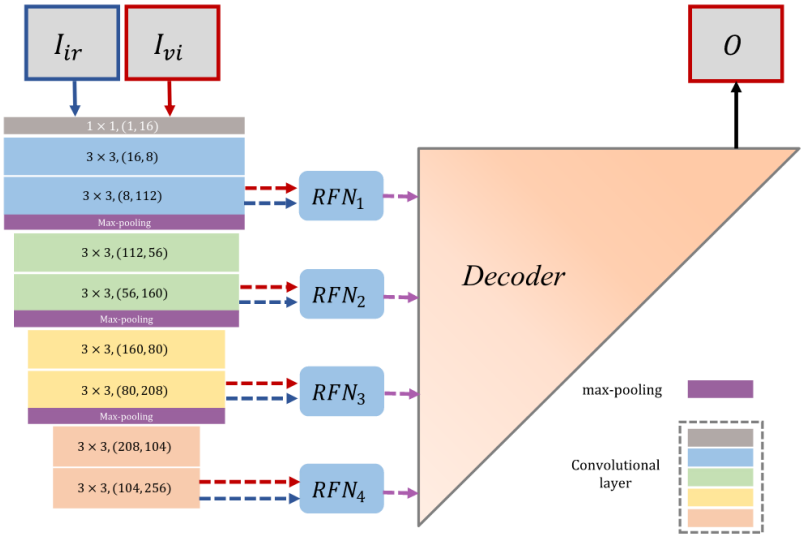 I_ir
I_vi
O
1 × 1, (1, 16)
3 × 3, (16, 8)
3 × 3, (8, 112)
Max-pooling
RFN_1
3 × 3, (112, 56)
3 × 3, (56, 160)
Max-pooling
RFN_2
Decoder
3 × 3, (160, 80)
3 × 3, (80, 208)
Max-pooling
RFN_3
3 × 3, (208, 104)
3 × 3, (104, 256)
RFN_4
max-pooling
Convolutional
layer